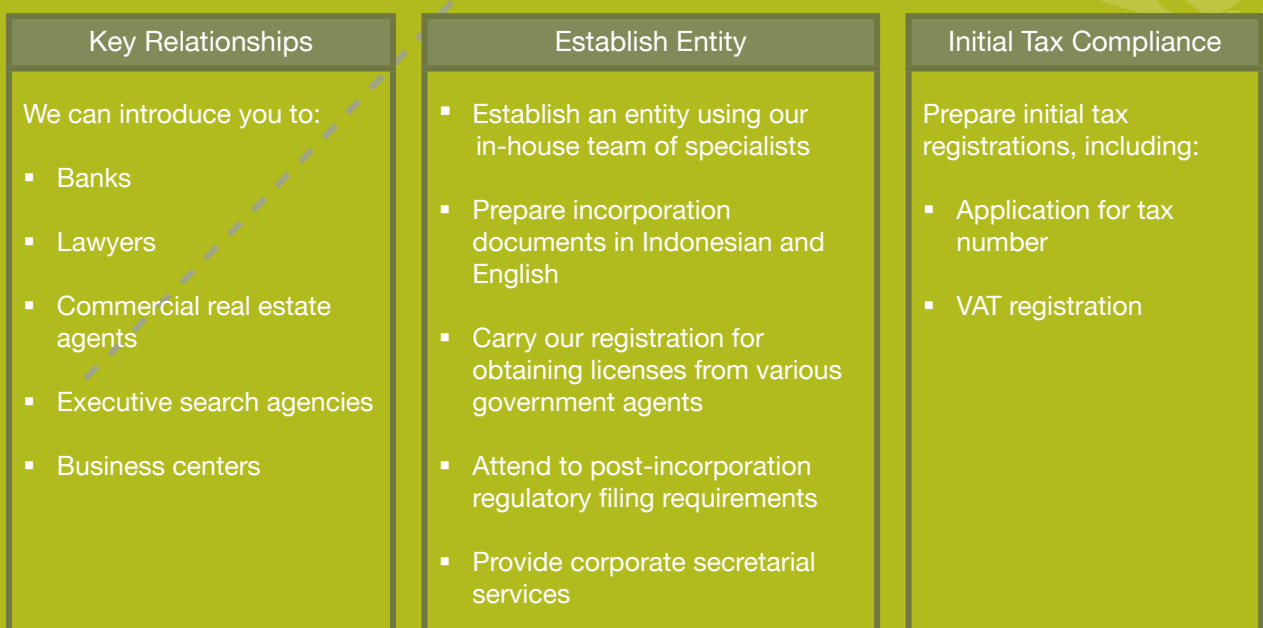 Key Relationships
We can introduce you to:
▪ Banks
▪ Lawyers
▪ Commercial real estate
agents
▪ Executive search agencies
▪ Business centers
Establish Entity
▪ Establish an entity using our
in-house team of specialists
▪ Prepare incorporation
documents in Indonesian and
English
▪ Carry our registration for
obtaining licenses from various
government agents
▪ Attend to post-incorporation
regulatory filing requirements
▪ Provide corporate secretarial
services
Initial Tax Compliance
Prepare initial tax
registrations, including:
▪ Application for tax
number
▪ VAT registration